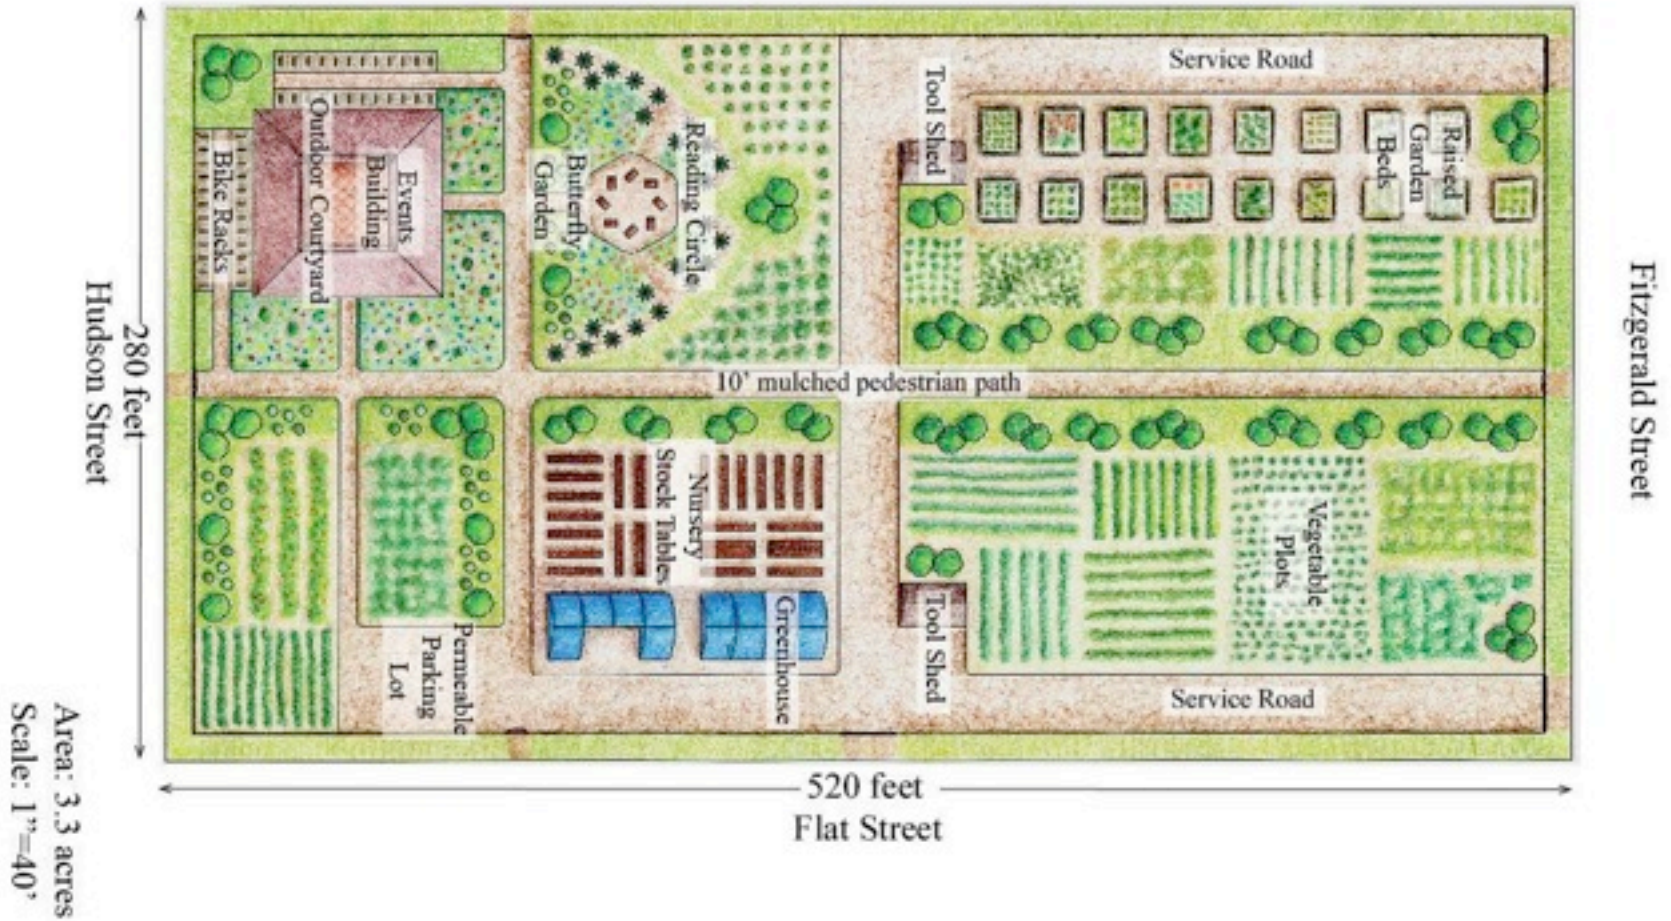 Service Road
Tool Shed
Raised
Garden
Beds
Reading Circle
Butterfly
Garden
Events
Building
Outdoor Courtyard
Bike Racks
Fitzgerald Street
280 feet
Hudson Street
10’ mulched pedestrian path
Nursery
Stock Tables
Vegetable
Plots
Greenhouse
Tool Shed
Permeable
Parking
Lot
Service Road
520 feet
Flat Street
Area: 3.3 acres
Scale: 1”=40’